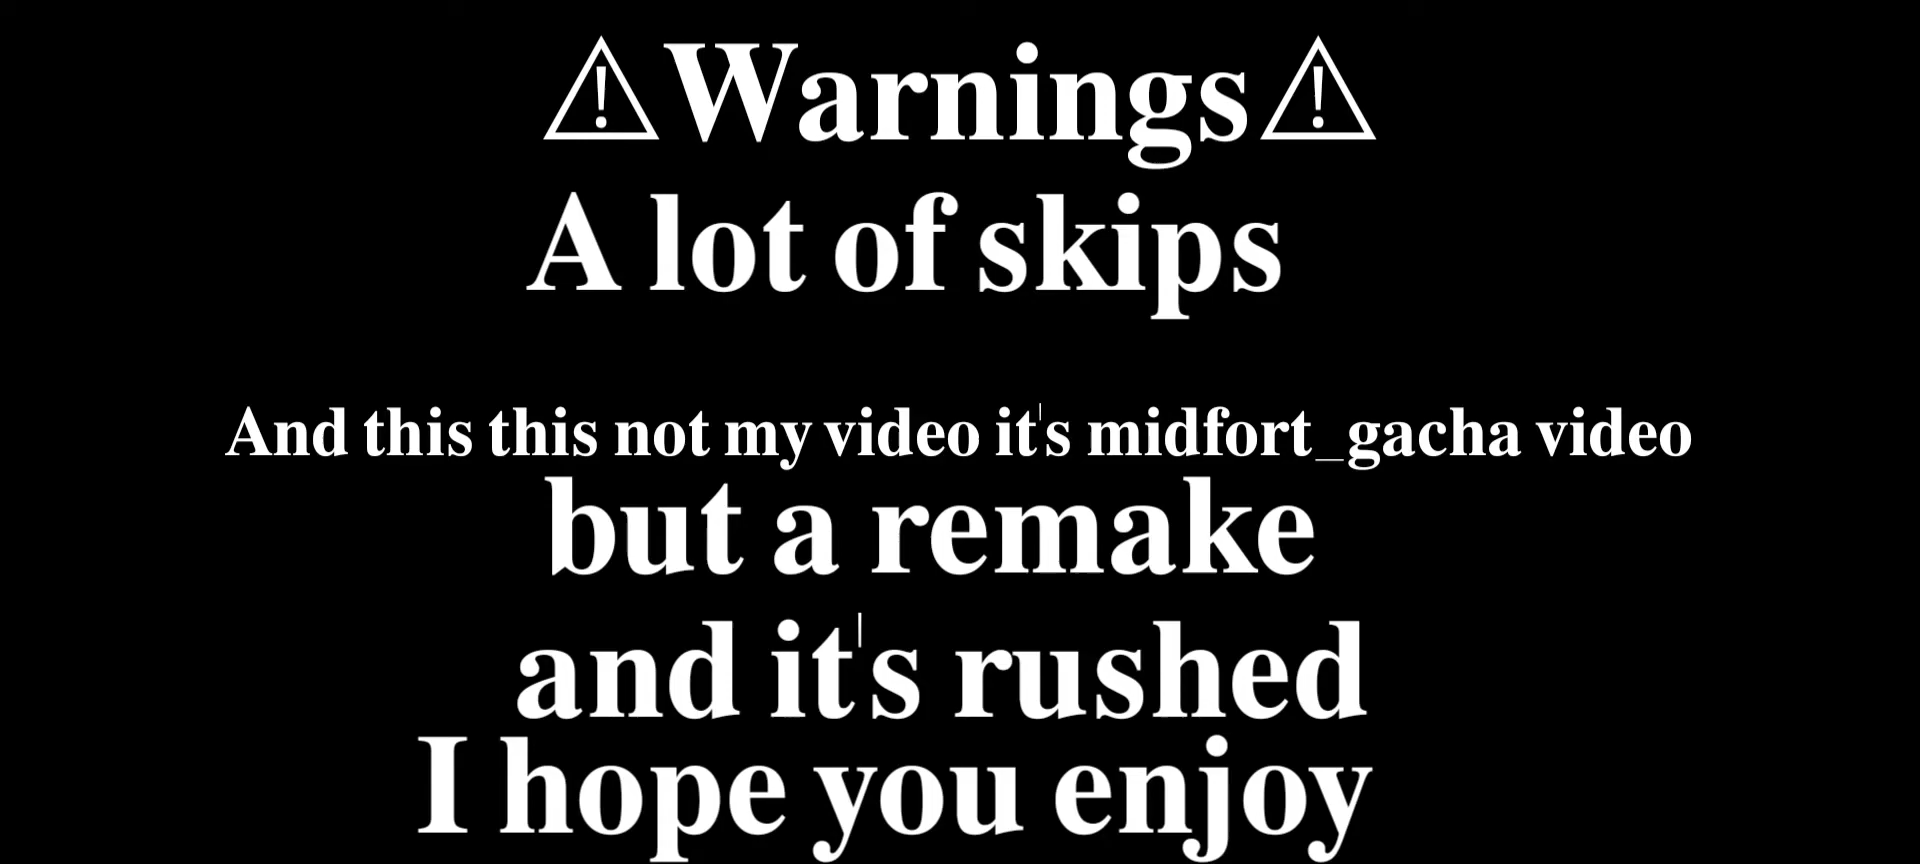 ⚠Warnings⚠
A lot of skips
And this this not my video it's midfort_gacha video
but a remake
and it's rushed
I hope you enjoy